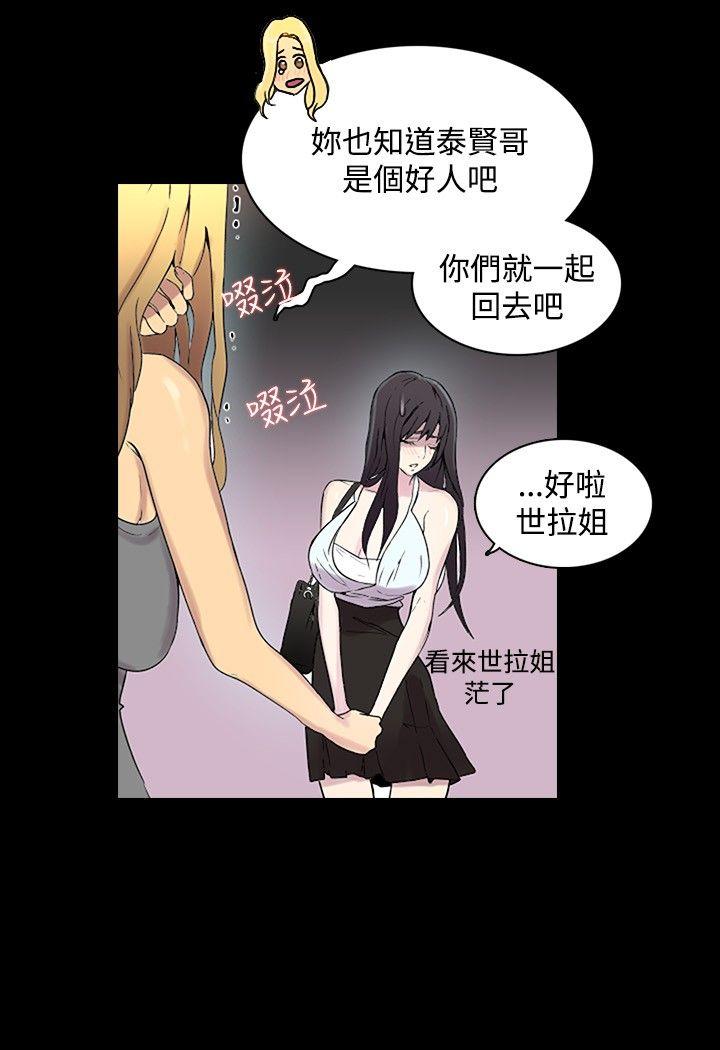 妳也知道泰賢哥
是個好人吧
你們就一起
回去吧
啜泣
啜泣
...好啦
世拉姐
看來世拉姐
茫了